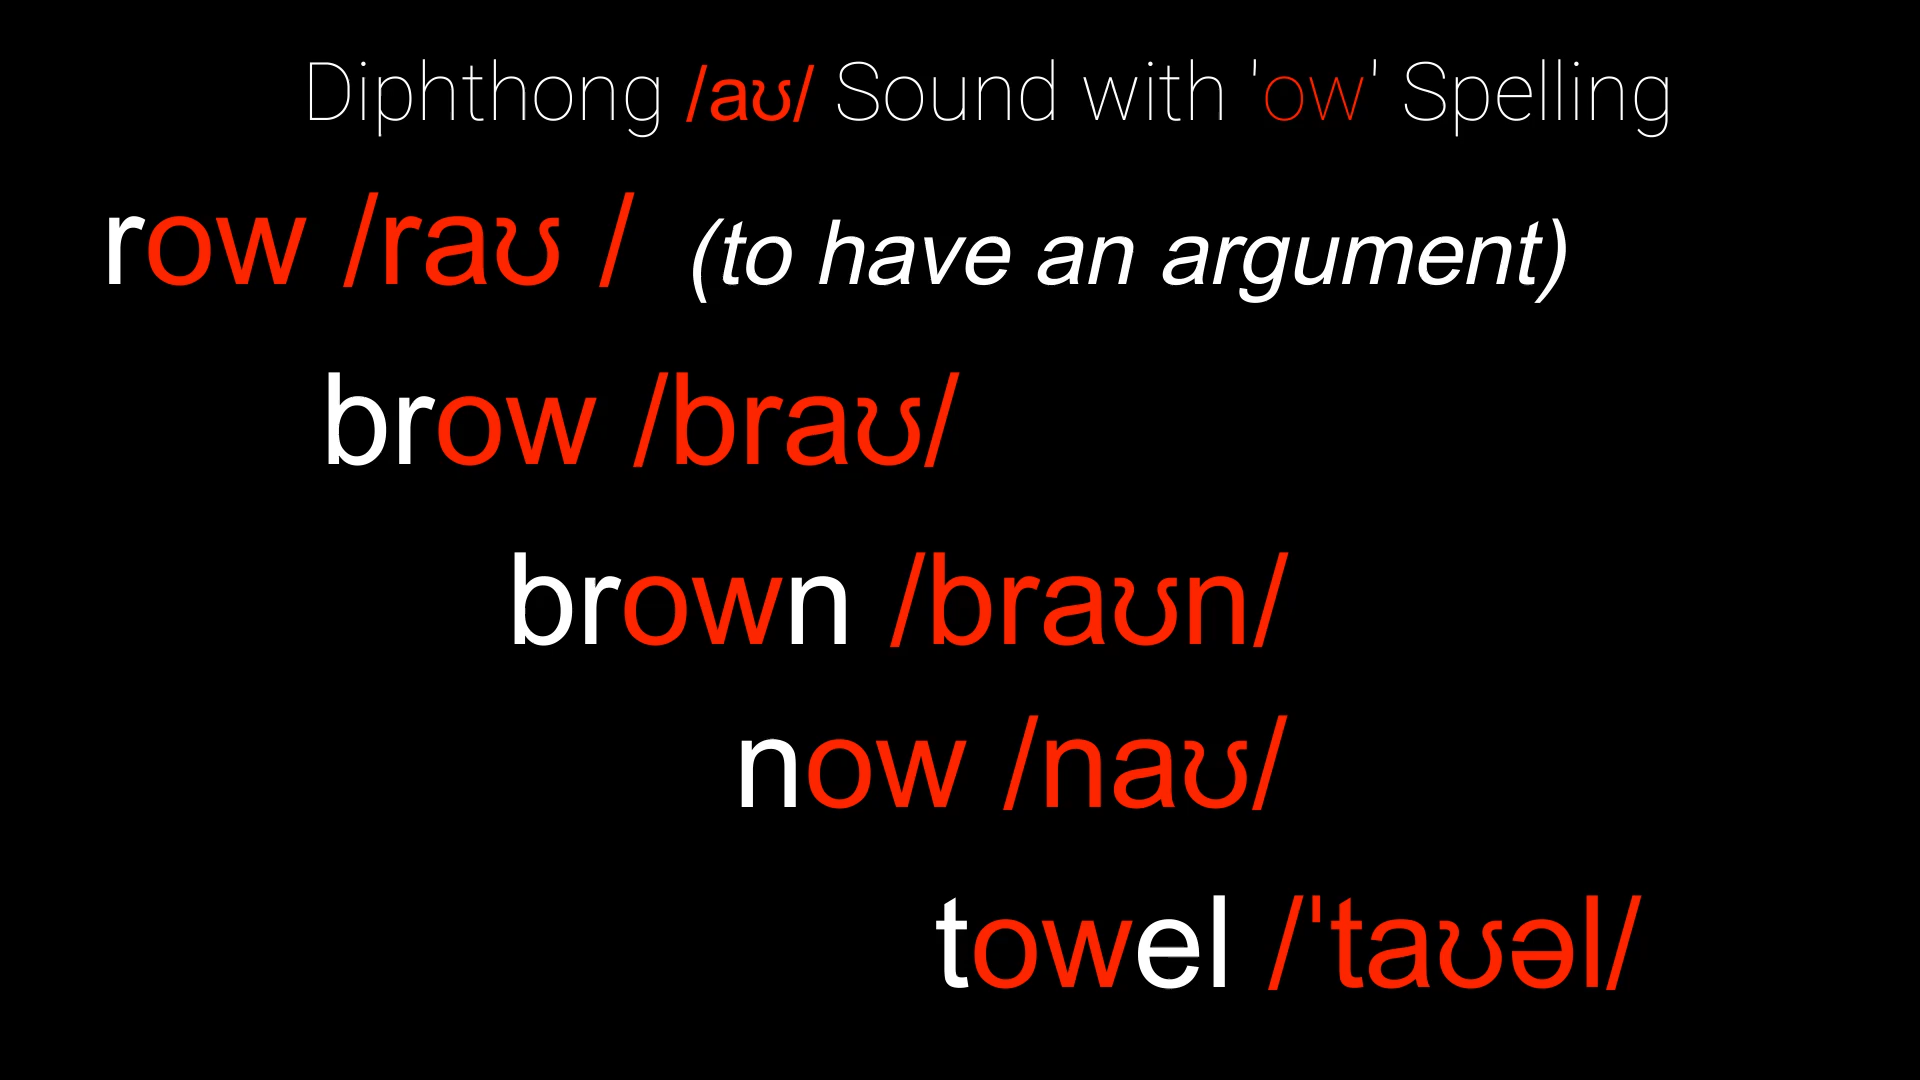 Diphthong /aʊ/ Sound with 'ow' Spelling
row /raʊ / (to have an argument)
brow /braʊ/
brown /braʊn/
now /naʊ/
towel /ˈtaʊəl/